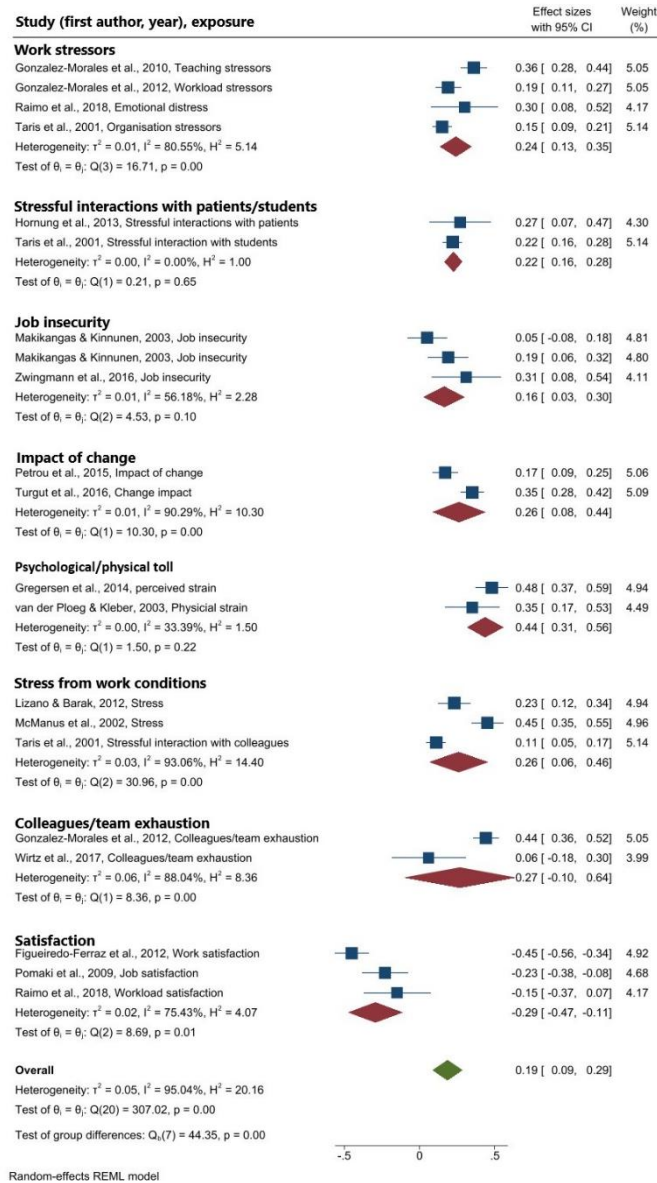 Study (first author, year), exposure Effect sizes with 95% CI Weight (%)
Work stressors
Gonzalez-Morales et al., 2010, Teaching stressors 0.36 [ 0.28, 0.44] 5.05
Gonzalez-Morales et al., 2012, Workload stressors 0.19 [ 0.11, 0.27] 5.05
Raimo et al. 2018, Emotional distress 0.30 [ 0.08, 0.52] 4.17
Taris et al., 2001, Organisation stressors 0.15 [ 0.09, 0.21] 5.14
Heterogeneity: τ² = 0.01, I² = 80.55%, H² = 5.14 0.24 [ 0.13, 0.35]
Test of θᵢ = θⱼ: Q(3) = 16.71, p = 0.00
Stressful interactions with patients/students
Hornung et al., 2013, Stressful interactions with patients 0.27 [ 0.07, 0.47] 4.30
Taris et al., 2001, Stressful interaction with students 0.22 [ 0.16, 0.28] 5.14
Heterogeneity: τ² = 0.00, I² = 0.00%, H² = 1.00 0.22 [ 0.16, 0.28]
Test of θᵢ = θⱼ: Q(1) = 0.21, p = 0.65
Job insecurity
Makikangas & Kinnunen, 2003, Job insecurity 0.05 [ -0.08, 0.18] 4.81
Makikangas & Kinnunen, 2003, Job insecurity 0.19 [ 0.06, 0.32] 4.80
Zwingmann et al., 2016, Job insecurity 0.31 [ 0.08, 0.54] 4.11
Heterogeneity: τ² = 0.01, I² = 56.18%, H² = 2.28 0.16 [ 0.03, 0.30]
Test of θᵢ = θⱼ: Q(2) = 4.53, p = 0.10
Impact of change
Petrou et al., 2015, Impact of change 0.17 [ 0.09, 0.25] 5.06
Turgut et al., 2016, Change impact 0.35 [ 0.28, 0.42] 5.09
Heterogeneity: τ² = 0.01, I² = 90.29%, H² = 10.30 0.26 [ 0.08, 0.44]
Test of θᵢ = θⱼ: Q(1) = 10.30, p = 0.00
Psychological/physical toll
Gregersen et al., 2014, perceived strain 0.48 [ 0.37, 0.59] 4.94
van der Ploeg & Kleber, 2003, Physicial strain 0.35 [ 0.17, 0.53] 4.49
Heterogeneity: τ² = 0.00, I² = 33.39%, H² = 1.50 0.44 [ 0.31, 0.56]
Test of θᵢ = θⱼ: Q(1) = 1.50, p = 0.22
Stress from work conditions
Lizano & Barak, 2012, Stress 0.23 [ 0.12, 0.34] 4.94
McManus et al., 2002, Stress 0.45 [ 0.35, 0.55] 4.96
Taris et al., 2001, Stressful interaction with colleagues 0.11 [ 0.05, 0.17] 5.14
Heterogeneity: τ² = 0.03, I² = 93.06%, H² = 14.40 0.26 [ 0.06, 0.46]
Test of θᵢ = θⱼ: Q(2) = 30.96, p = 0.00
Colleagues/team exhaustion
Gonzalez-Morales et al., 2012, Colleagues/team exhaustion 0.44 [ 0.36, 0.52] 5.05
Wirtz et al., 2017, Colleagues/team exhaustion 0.06 [ -0.18, 0.30] 3.99
Heterogeneity: τ² = 0.06, I² = 88.04%, H² = 8.36 0.27 [ -0.10, 0.64]
Test of θᵢ = θⱼ: Q(1) = 8.36, p = 0.00
Satisfaction
Figueiredo-Ferraz et al., 2012, Work satisfaction -0.45 [ -0.56, -0.34] 4.92
Pomaki et al., 2009, Job satisfaction -0.23 [ -0.38, -0.08] 4.68
Raimo et al., 2018, Workload satisfaction -0.15 [ -0.37, 0.07] 4.17
Heterogeneity: τ² = 0.02, I² = 75.43%, H² = 4.07 -0.29 [ -0.47, -0.11]
Test of θᵢ = θⱼ: Q(2) = 8.69, p = 0.01
Overall 0.19 [ 0.09, 0.29]
Heterogeneity: τ² = 0.05, I² = 95.04%, H² = 20.16
Test of θᵢ = θⱼ: Q(20) = 307.02, p = 0.00
Test of group differences: Q_b(7) = 44.35, p = 0.00
-.5 0 .5
Random-effects REML model